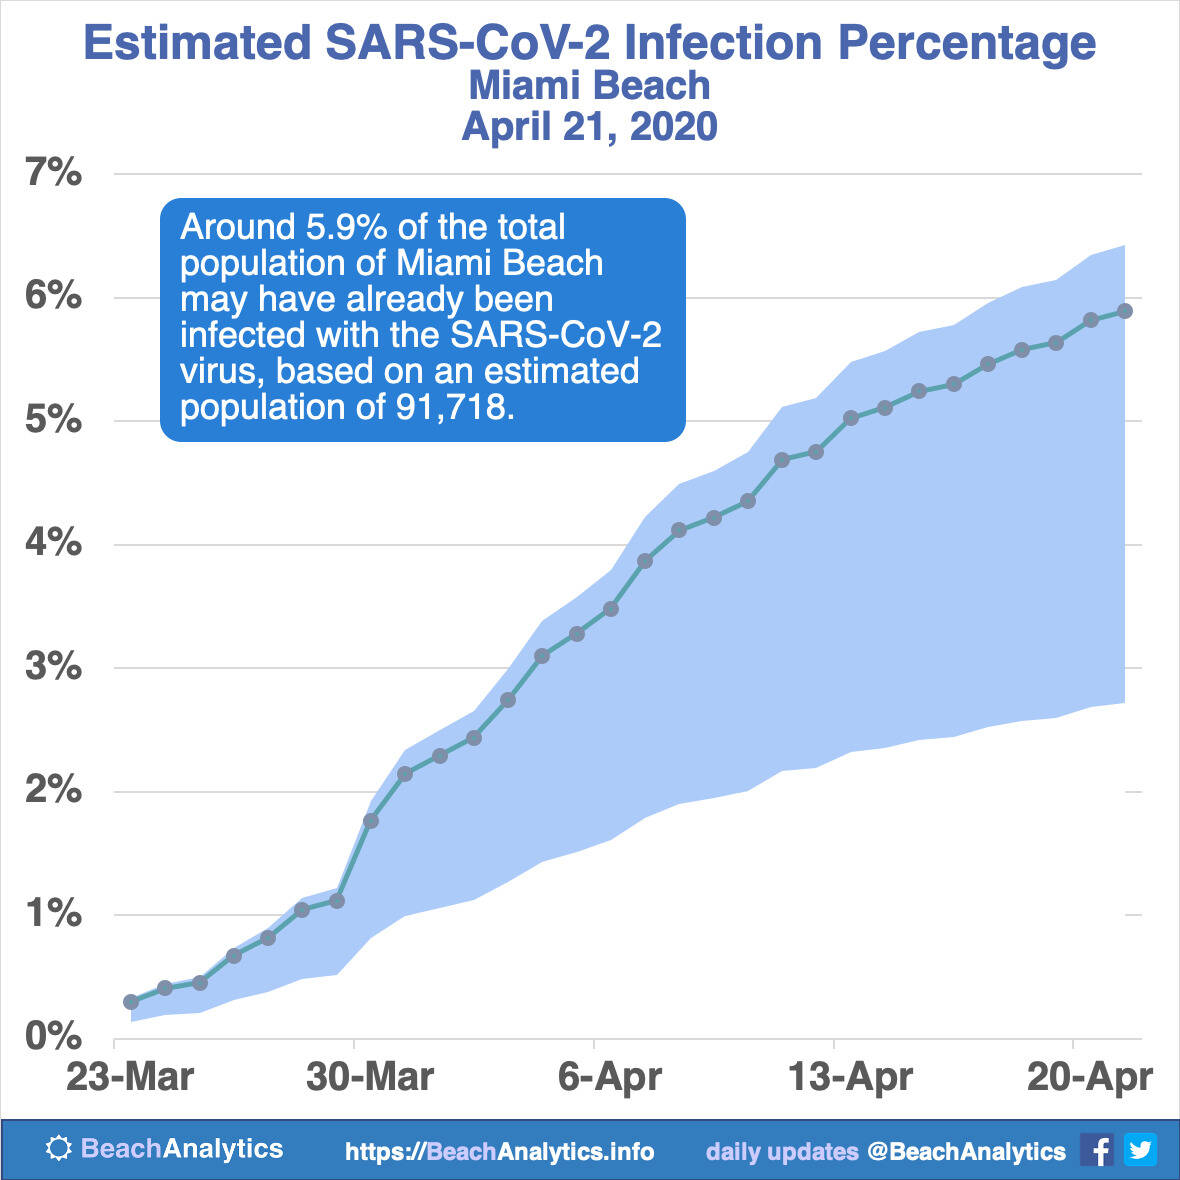 Estimated SARS-CoV-2 Infection Percentage
Miami Beach
April 21, 2020
7%
Around 5.9% of the total
population of Miami Beach
may have already been
infected with the SARS-CoV-2
virus, based on an estimated
population of 91,718.
6%
5%
4%
3%
2%
1%
0%
23-Mar 30-Mar 6-Apr 13-Apr 20-Apr
BeachAnalytics https://BeachAnalytics.info daily updates @BeachAnalytics